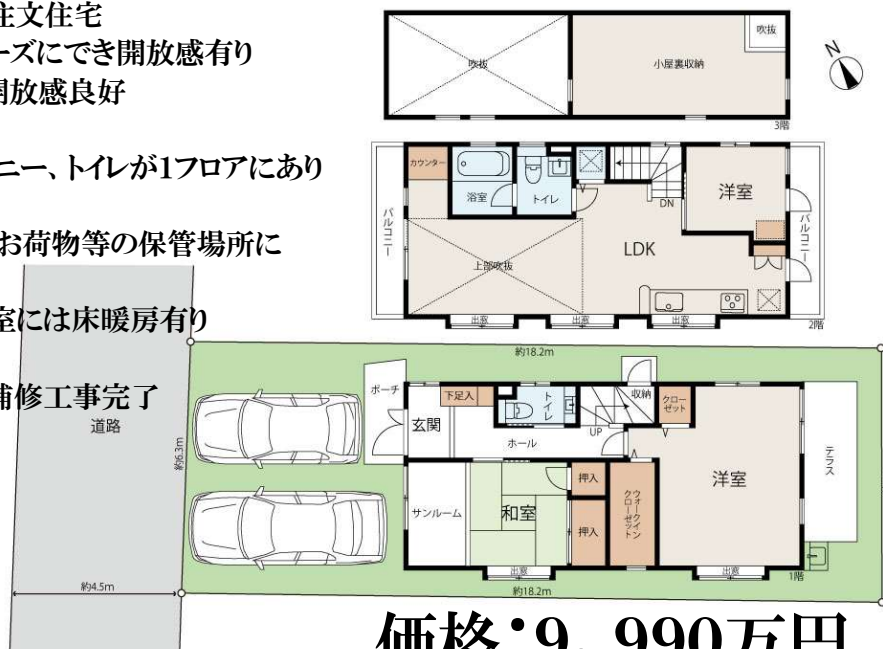 注文住宅
ーズにでき開放感有り
開放感良好
ニー、トイレが1フロアにあり
お荷物等の保管場所に
室には床暖房有り
補修工事完了
N
吹抜
小屋裏収納
吹抜
3階
カウンター
浴室
トイレ
DN
洋室
バルコニー
バルコニー
上部吹抜
LDK
出窓
出窓
出窓
2階
約18.2m
道路
約6.3m
約4.5m
ポーチ
下足入
トイレ
収納
クローゼット
玄関
UP
ホール
洋室
テラス
サンルーム
和室
押入
押入
ウォークインクローゼット
出窓
出窓
1階
約18.2m
価格:9,990万円